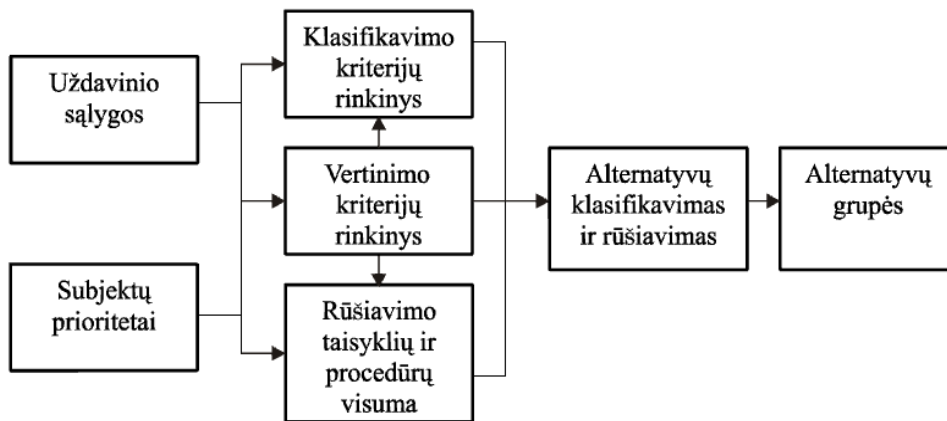 Uždavinio
sąlygos
Subjektų
prioritetai
Klasifikavimo
kriterijų
rinkinys
Vertinimo
kriterijų
rinkinys
Rūšiavimo
taisyklių ir
procedūrų
visuma
Alternatyvų
klasifikavimas
ir rūšiavimas
Alternatyvų
grupės